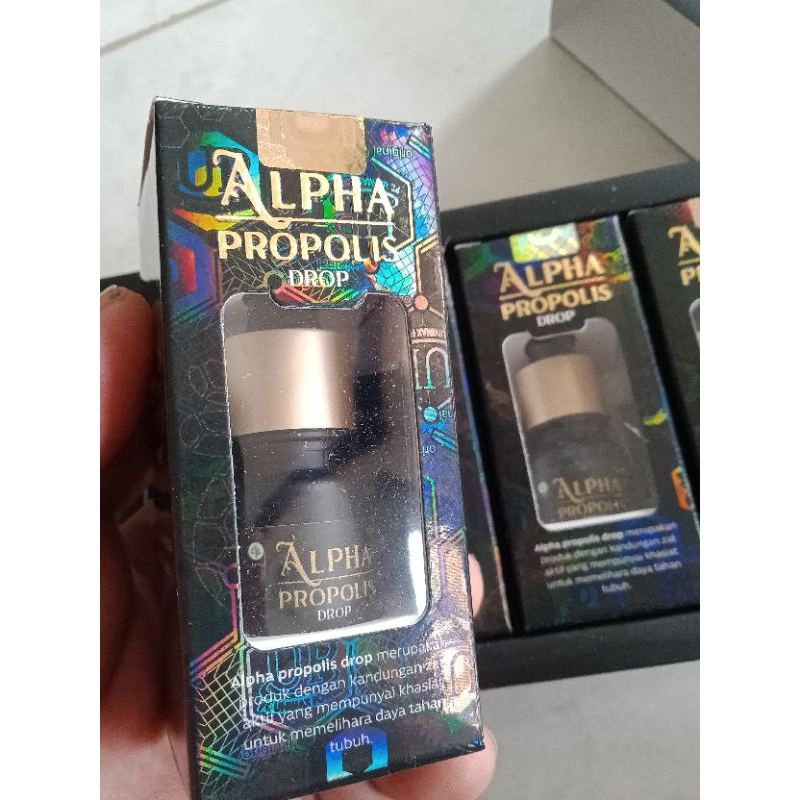 ALPHA
PROPOLIS
DROP
ALPHA
PROPOLIS
DROP
Alpha propolis drop merupakan
produk dengan kandungan zat
aktif yang mempunyai khasiat
untuk memelihara daya tahan
tubuh.
original
ALPHA
PROPOLIS
DROP
ALPHA
PROPOLIS
Alpha propolis drop merupakan
produk dengan kandungan zat
aktif yang mempunyai khasiat
untuk memelihara daya tahan
tubuh.